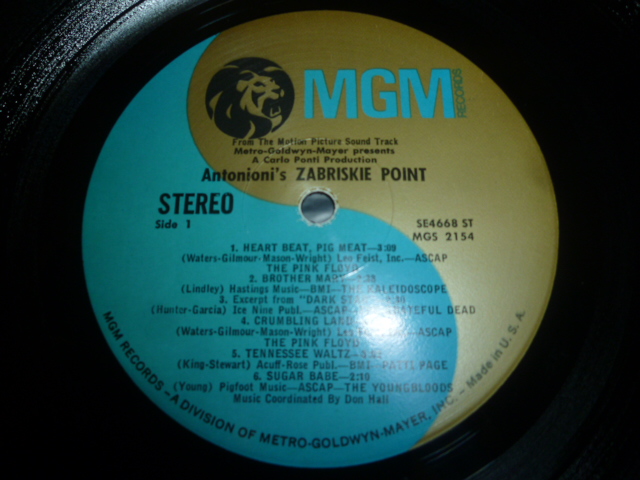 MGM
RECORDS
From The Motion Picture Sound Track
Metro-Goldwyn-Mayer presents
A Carlo Ponti Production
Antonioni's ZABRISKIE POINT
STEREO
Side 1
SE4668 ST
MGS 2154
1. HEART BEAT, PIG MEAT—3:09
(Waters-Gilmour-Mason-Wright) Leo Feist, Inc.—ASCAP
THE PINK FLOYD
2. BROTHER MARY
(Lindley) Hastings Music—BMI—THE KALEIDOSCOPE
3. Excerpt from "DARK STAR"
(Hunter-Garcia) Ice Nine Publ.—ASCAP GRATEFUL DEAD
4. CRUMBLING LAND
(Waters-Gilmour-Mason-Wright) ASCAP
THE PINK FLOYD
5. TENNESSEE WALTZ
(King-Stewart) Acuff-Rose Publ.—BMI—PATTI PAGE
6. SUGAR BABE—2:10
(Young) Pigfoot Music—ASCAP—THE YOUNGBLOODS
Music Coordinated By Don Hall
MGM RECORDS—A DIVISION OF METRO-GOLDWYN-MAYER, INC.—Made in U. S. A.